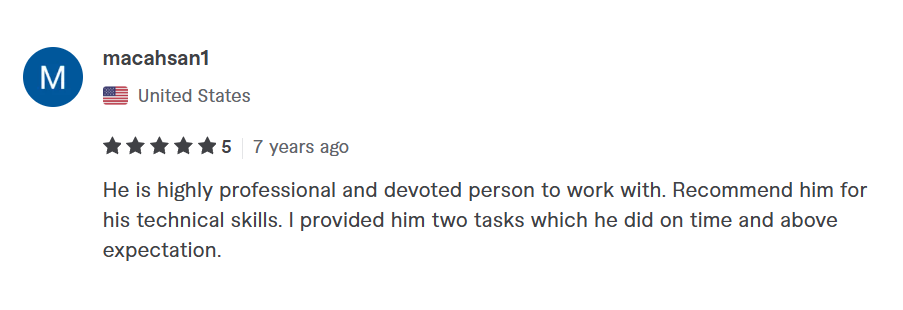 M
macahsan1
United States
5
7 years ago
He is highly professional and devoted person to work with. Recommend him for
his technical skills. I provided him two tasks which he did on time and above
expectation.